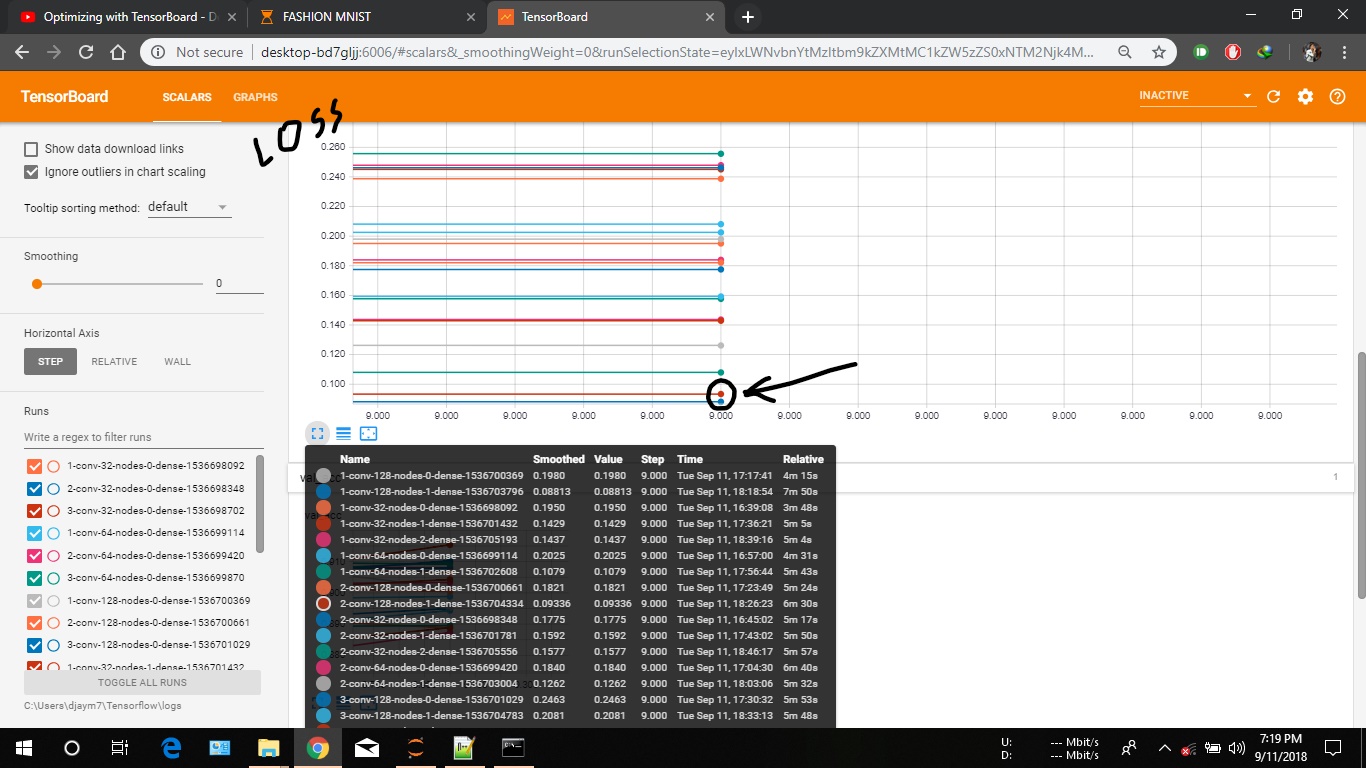 Optimizing with TensorBoard - D
FASHION MNIST
TensorBoard
Not secure | desktop-bd7gljj:6006/#scalars&_smoothingWeight=0&runSelectionState=eyIxLWNvbnYtMzItbm9kZXMtMC1kZW5zZS0xNTM2Njk4M...
TensorBoard SCALARS GRAPHS INACTIVE
LOSS
Show data download links
Ignore outliers in chart scaling
Tooltip sorting method: default
Smoothing
0
Horizontal Axis
STEP RELATIVE WALL
Runs
Write a regex to filter runs
1-conv-32-nodes-0-dense-1536698092
2-conv-32-nodes-0-dense-1536698348
3-conv-32-nodes-0-dense-1536698702
1-conv-64-nodes-0-dense-1536699114
2-conv-64-nodes-0-dense-1536699420
3-conv-64-nodes-0-dense-1536699870
1-conv-128-nodes-0-dense-1536700369
2-conv-128-nodes-0-dense-1536700661
3-conv-128-nodes-0-dense-1536701029
1-conv-32-nodes-1-dense-1536701432
TOGGLE ALL RUNS
C:\Users\djaym7\Tensorflow\logs
0.260
0.240
0.220
0.200
0.180
0.160
0.140
0.120
0.100
9.000 9.000 9.000 9.000 9.000 9.000 9.000 9.000 9.000 9.000 9.000 9.000 9.000 9.000
1
Name Smoothed Value Step Time Relative
1-conv-128-nodes-0-dense-1536700369 0.1980 0.1980 9.000 Tue Sep 11, 17:17:41 4m 15s
1-conv-128-nodes-1-dense-1536703796 0.08813 0.08813 9.000 Tue Sep 11, 18:18:54 7m 50s
1-conv-32-nodes-0-dense-1536698092 0.1950 0.1950 9.000 Tue Sep 11, 16:39:08 3m 48s
1-conv-32-nodes-1-dense-1536701432 0.1429 0.1429 9.000 Tue Sep 11, 17:36:21 5m 5s
1-conv-32-nodes-2-dense-1536705193 0.1437 0.1437 9.000 Tue Sep 11, 18:39:16 5m 4s
1-conv-64-nodes-0-dense-1536699114 0.2025 0.2025 9.000 Tue Sep 11, 16:57:00 4m 31s
1-conv-64-nodes-1-dense-1536702608 0.1079 0.1079 9.000 Tue Sep 11, 17:56:44 5m 43s
2-conv-128-nodes-0-dense-1536700661 0.1821 0.1821 9.000 Tue Sep 11, 17:23:49 5m 24s
2-conv-128-nodes-1-dense-1536704334 0.09336 0.09336 9.000 Tue Sep 11, 18:26:23 6m 30s
2-conv-32-nodes-0-dense-1536698348 0.1775 0.1775 9.000 Tue Sep 11, 16:45:02 5m 17s
2-conv-32-nodes-1-dense-1536701781 0.1592 0.1592 9.000 Tue Sep 11, 17:43:02 5m 50s
2-conv-32-nodes-2-dense-1536705556 0.1577 0.1577 9.000 Tue Sep 11, 18:46:17 5m 57s
2-conv-64-nodes-0-dense-1536699420 0.1840 0.1840 9.000 Tue Sep 11, 17:04:30 6m 40s
2-conv-64-nodes-1-dense-1536703004 0.1262 0.1262 9.000 Tue Sep 11, 18:03:06 5m 32s
3-conv-128-nodes-0-dense-1536701029 0.2463 0.2463 9.000 Tue Sep 11, 17:30:32 5m 53s
3-conv-128-nodes-1-dense-1536704783 0.2081 0.2081 9.000 Tue Sep 11, 18:33:13 5m 48s
U: --- Mbit/s
D: --- Mbit/s
7:19 PM
9/11/2018